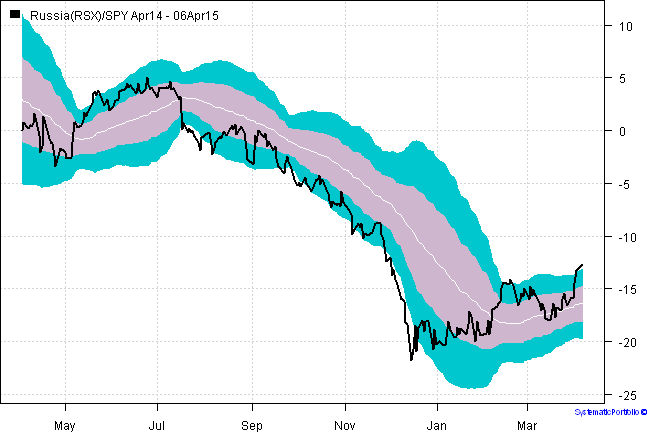 Russia(RSX)/SPY Apr14 - 06Apr15
10
5
0
-5
-10
-15
-20
-25
May
Jul
Sep
Nov
Jan
Mar
SystematicPortfolio ©